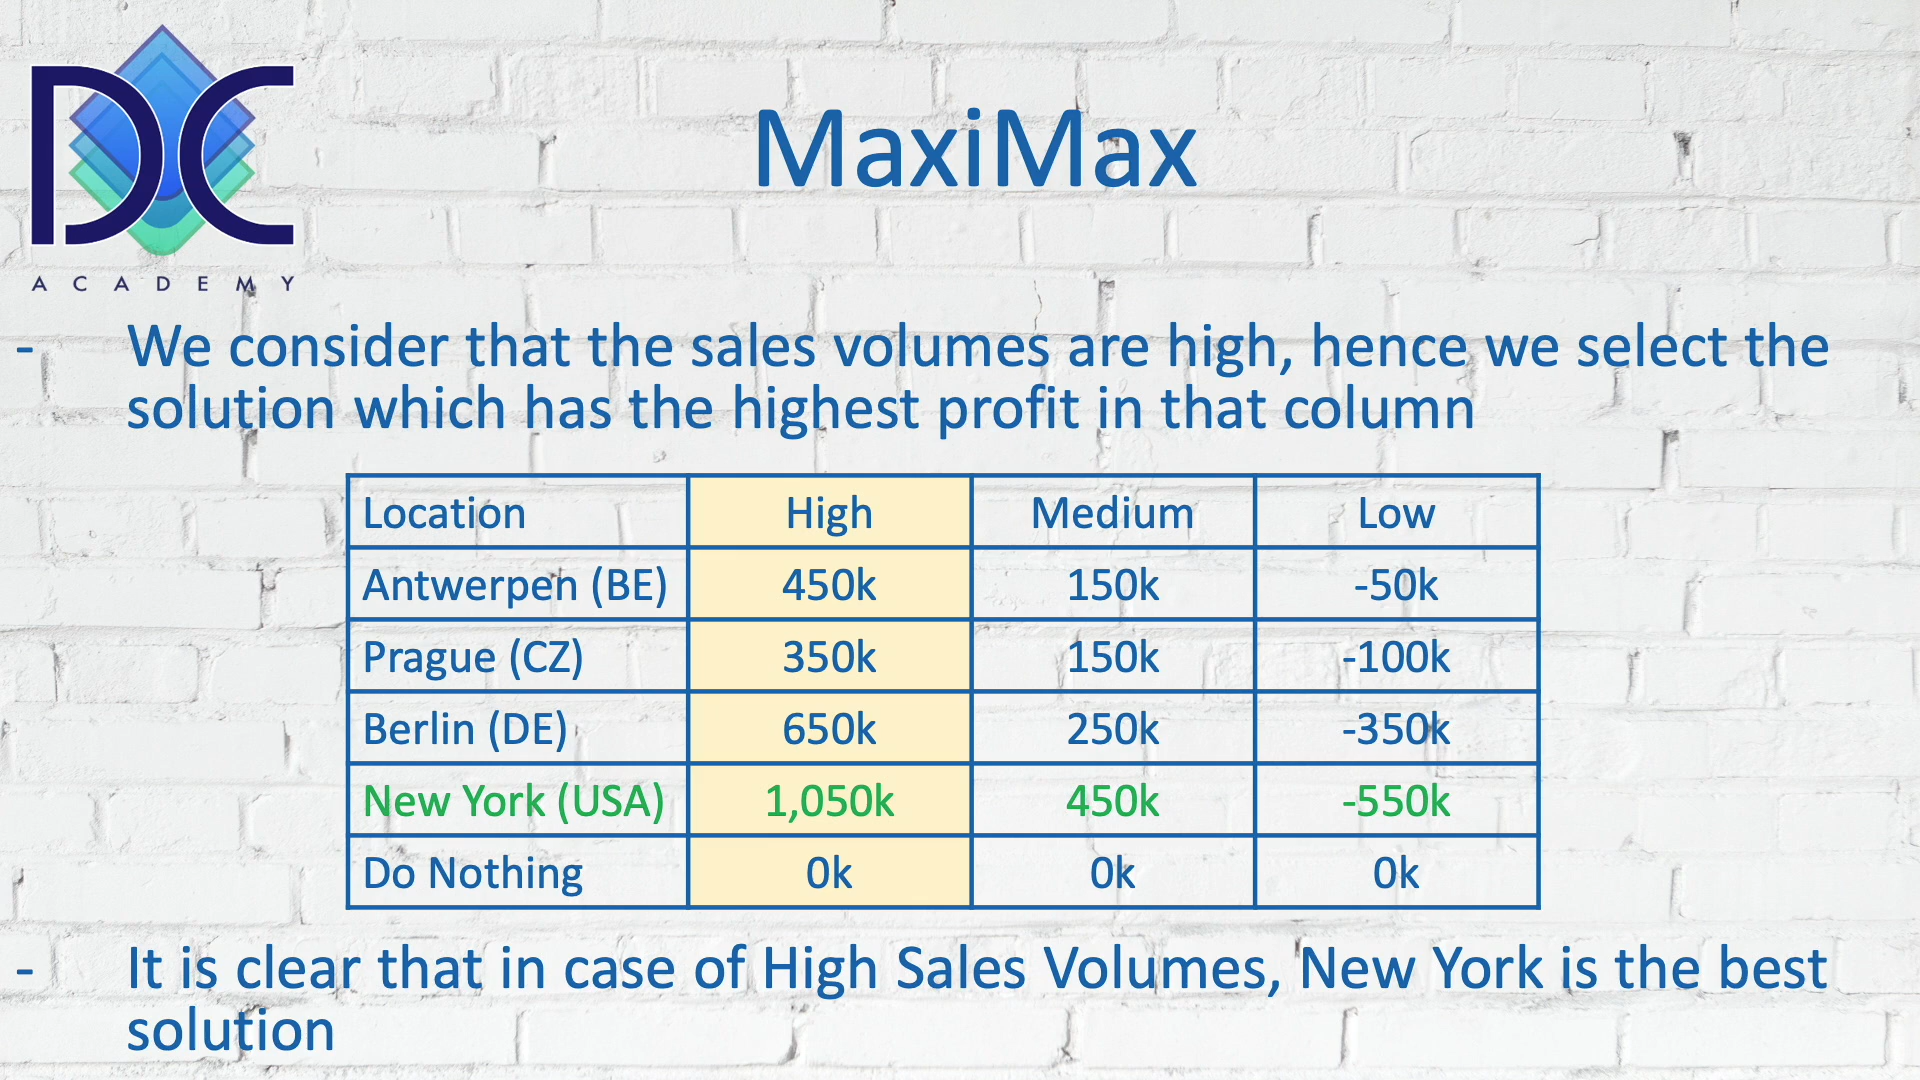 DC
ACADEMY
MaxiMax
- We consider that the sales volumes are high, hence we select the
solution which has the highest profit in that column
Location High Medium Low
Antwerpen (BE) 450k 150k -50k
Prague (CZ) 350k 150k -100k
Berlin (DE) 650k 250k -350k
New York (USA) 1,050k 450k -550k
Do Nothing 0k 0k 0k
- It is clear that in case of High Sales Volumes, New York is the best
solution